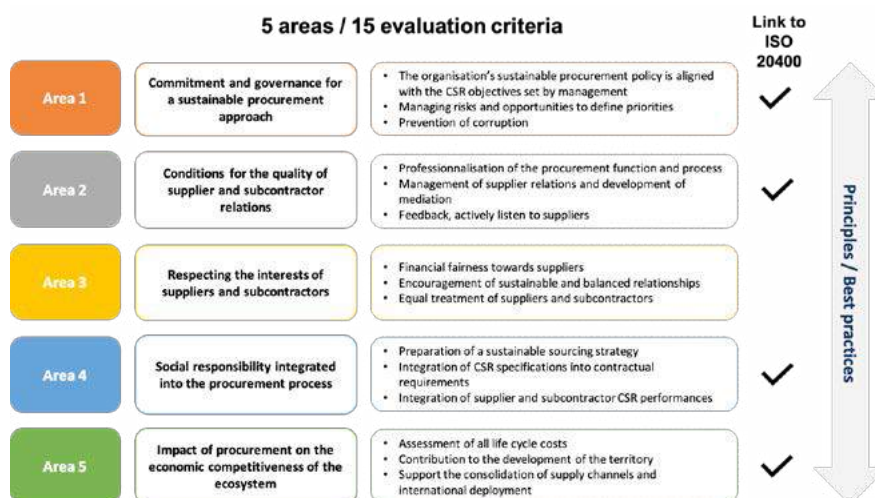 5 areas / 15 evaluation criteria
Link to
ISO
20400
Area 1
Commitment and governance for
a sustainable procurement
approach
• The organisation's sustainable procurement policy is aligned
with the CSR objectives set by management
• Managing risks and opportunities to define priorities
• Prevention of corruption
Area 2
Conditions for the quality of
supplier and subcontractor
relations
• Professionnalisation of the procurement function and process
• Management of supplier relations and development of
mediation
• Feedback, actively listen to suppliers
Area 3
Respecting the interests of
suppliers and subcontractors
• Financial fairness towards suppliers
• Encouragement of sustainable and balanced relationships
• Equal treatment of suppliers and subcontractors
Area 4
Social responsibility integrated
into the procurement process
• Preparation of a sustainable sourcing strategy
• Integration of CSR specifications into contractual
requirements
• Integration of supplier and subcontractor CSR performances
Area 5
Impact of procurement on the
economic competitiveness of the
ecosystem
• Assessment of all life cycle costs
• Contribution to the development of the territory
• Support the consolidation of supply channels and
international deployment
Principles / Best practices